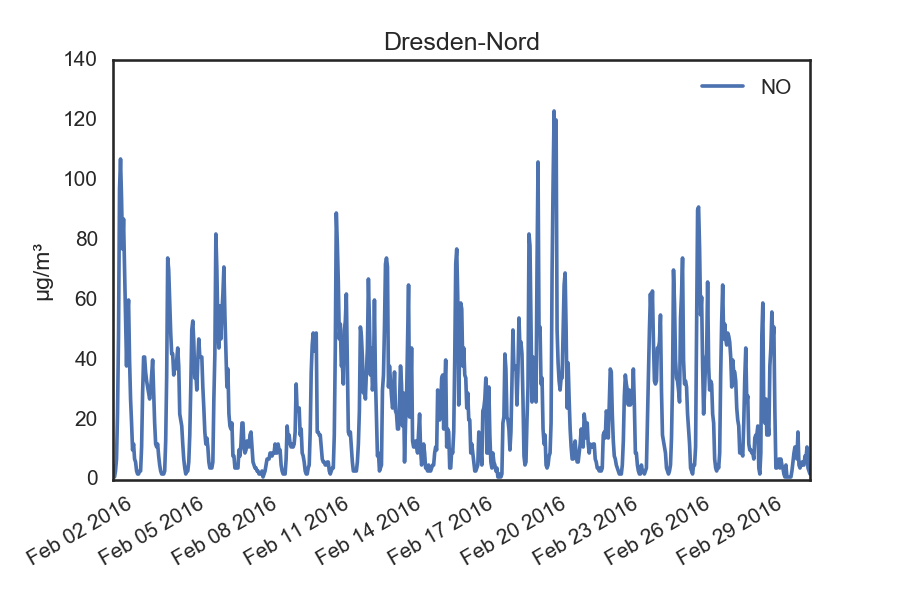 Dresden-Nord
140
120
100
80
60
40
20
0
µg/m³
NO
Feb 02 2016
Feb 05 2016
Feb 08 2016
Feb 11 2016
Feb 14 2016
Feb 17 2016
Feb 20 2016
Feb 23 2016
Feb 26 2016
Feb 29 2016